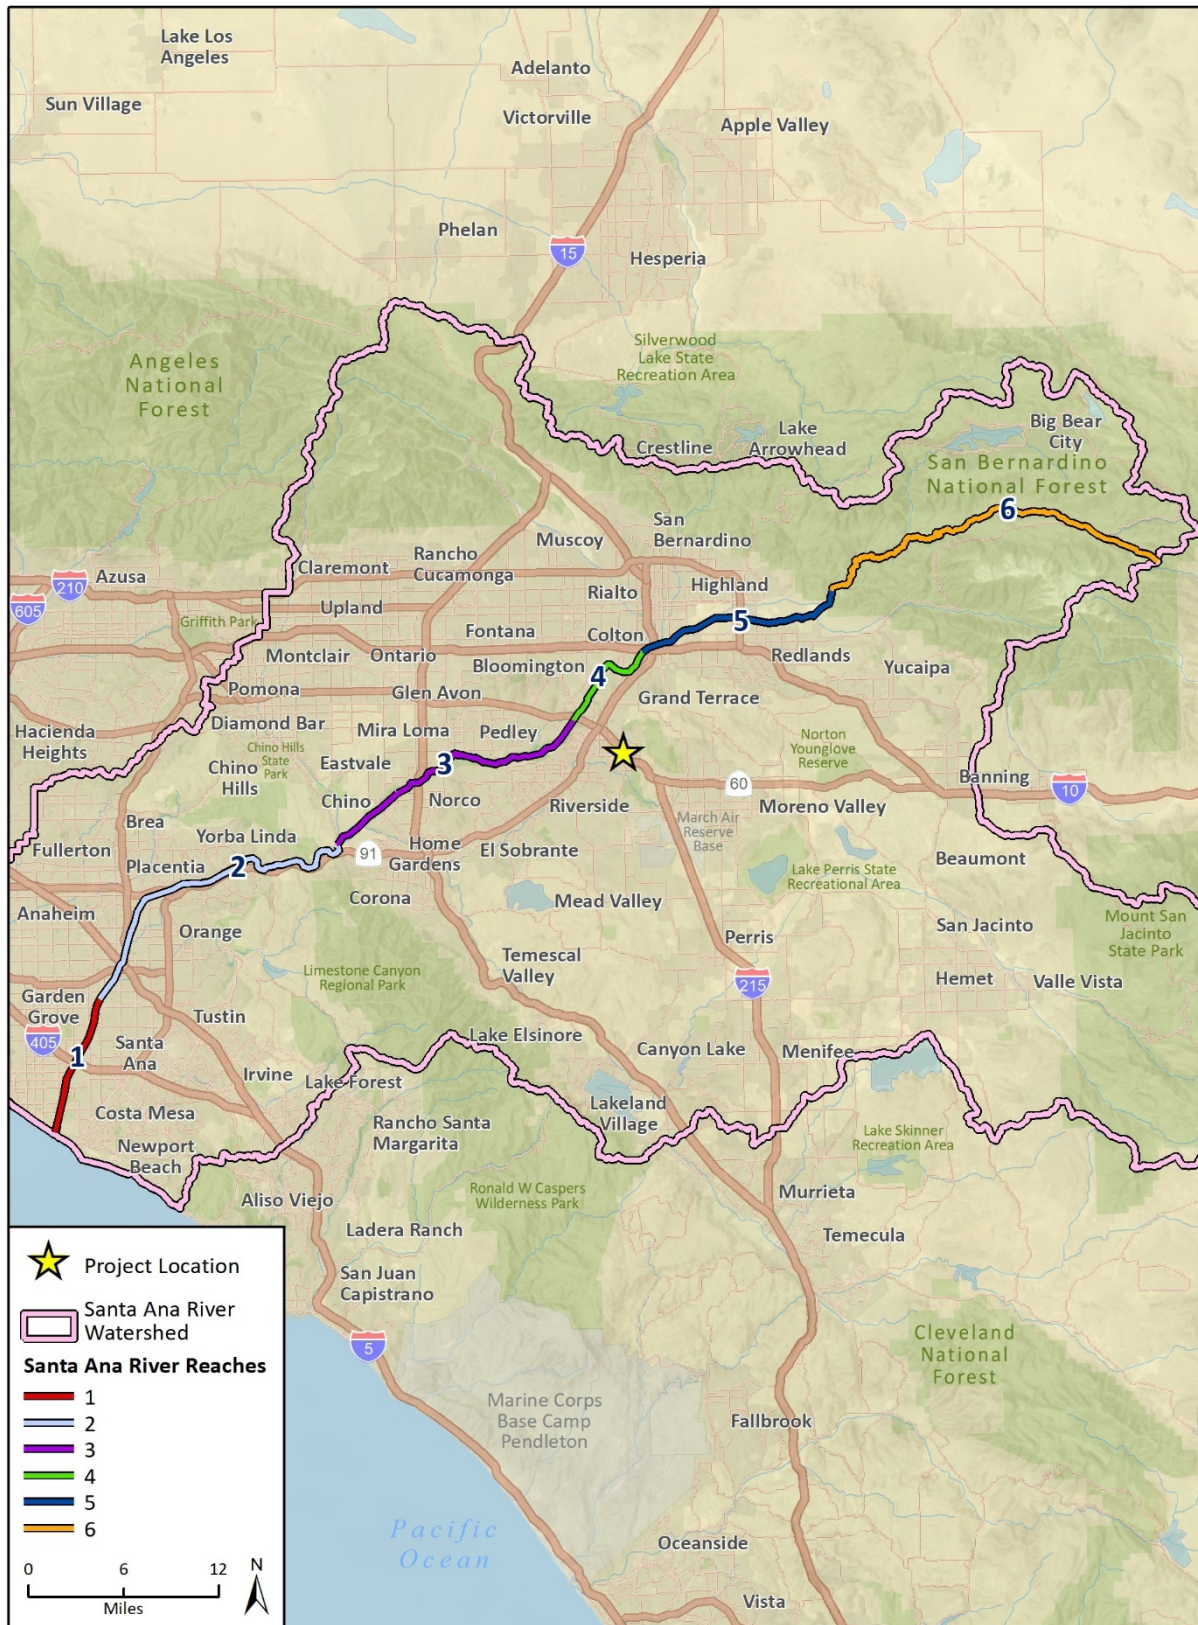 Lake Los
Angeles
Adelanto
Sun Village
Victorville
Apple Valley
Phelan
15
Hesperia
Silverwood
Lake State
Recreation Area
Angeles
National
Forest
Big Bear
City
Lake
Arrowhead
Crestline
San Bernardino
National Forest
6
San
Bernardino
Muscoy
Rancho
Cucamonga
Claremont
Azusa
210
605
Highland
Rialto
Upland
Griffith Park
Fontana
Colton
5
Montclair
Ontario
Bloomington
4
Redlands
Yucaipa
Pomona
Glen Avon
Grand Terrace
Diamond Bar
Mira Loma
Pedley
Hacienda
Heights
Chino Hills
State
Park
Norton
Younglove
Reserve
Eastvale
3
Chino
Hills
Banning
10
60
Chino
Norco
Riverside
Moreno Valley
March Air
Reserve
Base
Brea
Yorba Linda
Home
Gardens
91
El Sobrante
Fullerton
Placentia
2
Beaumont
Lake Perris State
Recreational Area
Corona
Mead Valley
Anaheim
Orange
Perris
San Jacinto
Mount San
Jacinto
State Park
Temescal
Valley
Limestone Canyon
Regional Park
Hemet
Valle Vista
215
Garden
Grove
Tustin
405
1
Santa
Ana
Lake Elsinore
Canyon Lake
Menifee
Irvine
Lake Forest
Costa Mesa
Rancho Santa
Margarita
Lakeland
Village
Lake Skinner
Recreation Area
Newport
Beach
Aliso Viejo
Ronald W Caspers
Wilderness Park
Murrieta
Ladera Ranch
Temecula
San Juan
Capistrano
5
Cleveland
National
Forest
Marine Corps
Base Camp
Pendleton
Fallbrook
Pacific
Ocean
Oceanside
Vista
Project Location
Santa Ana River
Watershed
Santa Ana River Reaches
1
2
3
4
5
6
0 6 12
Miles
N